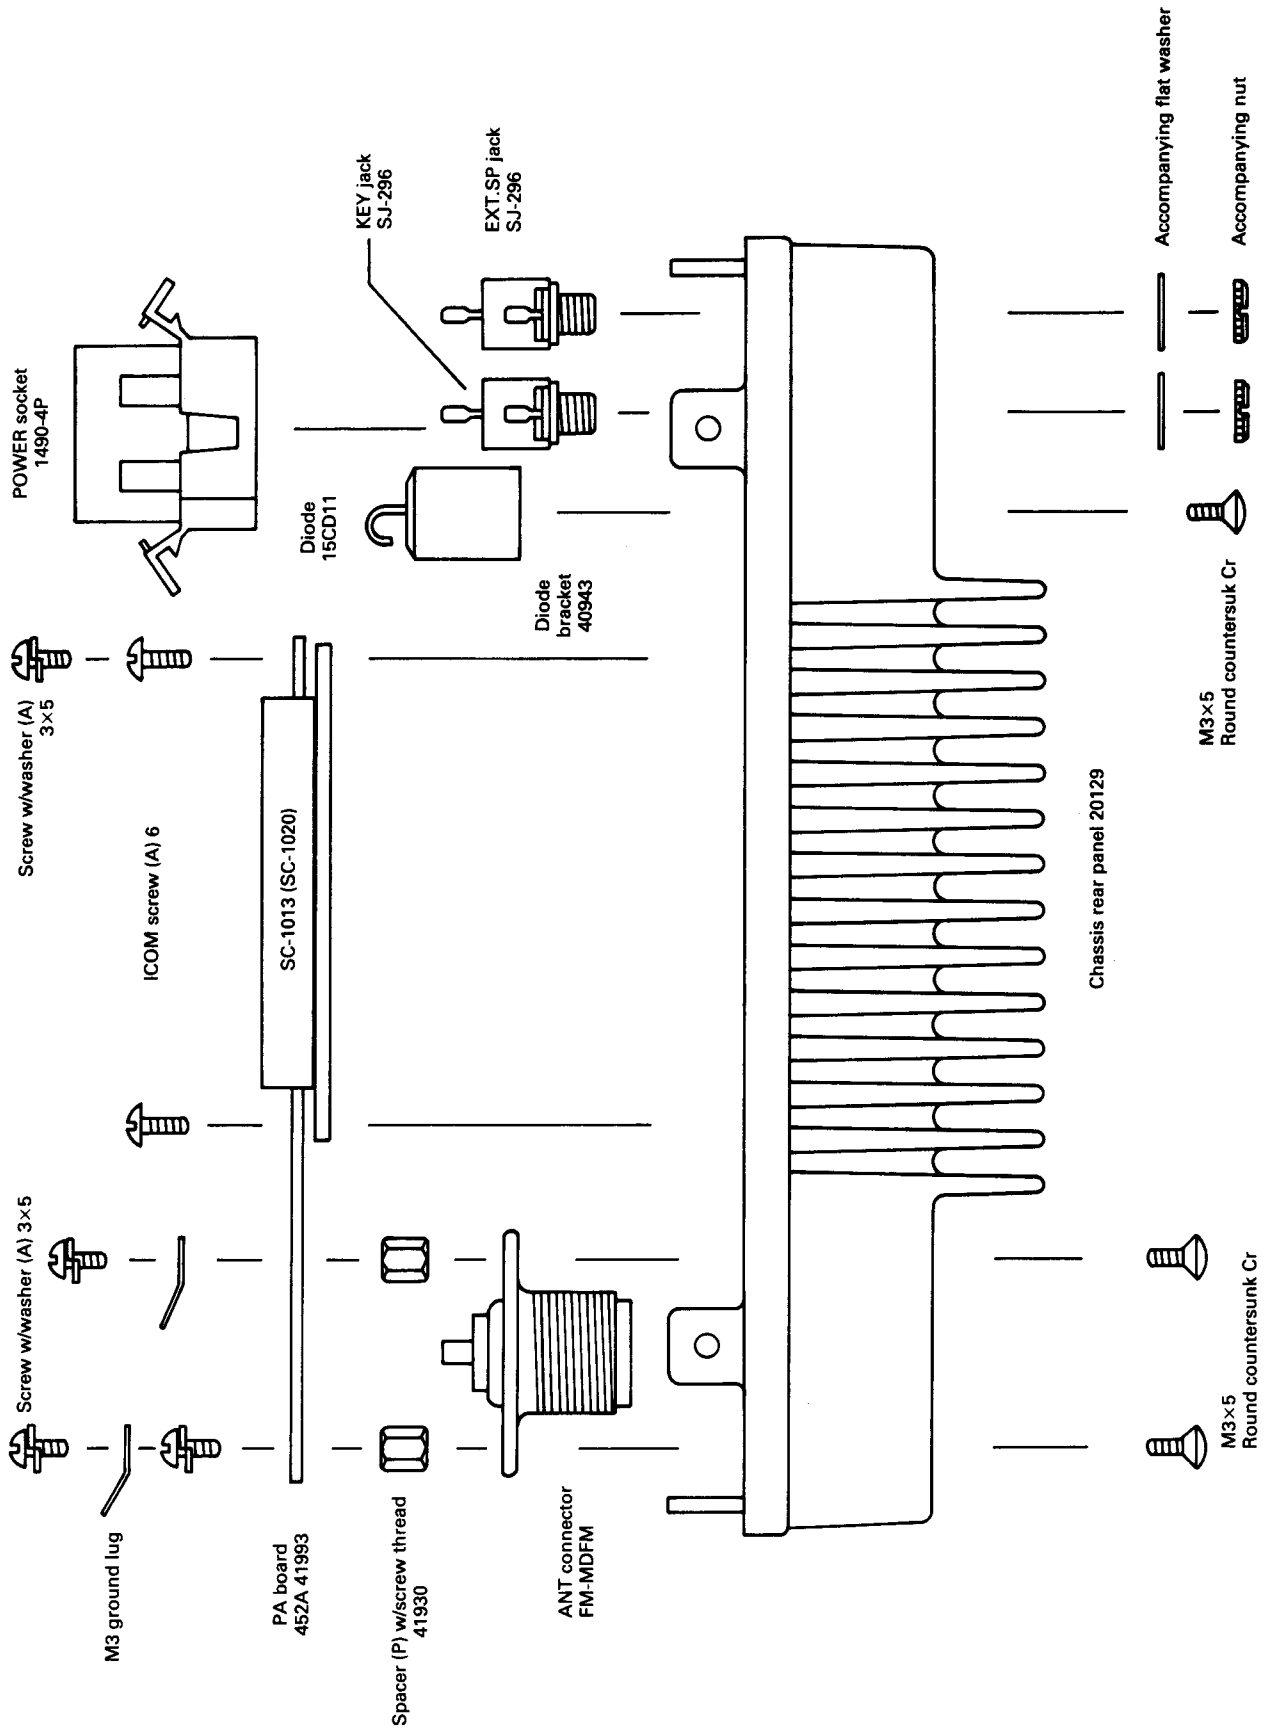 Screw w/washer (A) 3×5
M3 ground lug
PA board
452A 41993
Spacer (P) w/screw thread
41930
ANT connector
FM-MDFM
Screw w/washer (A)
3×5
ICOM screw (A) 6
SC-1013 (SC-1020)
POWER socket
1490-4P
Diode
15CD11
Diode
bracket
40943
KEY jack
SJ-296
EXT.SP jack
SJ-296
Chassis rear panel 20129
M3×5
Round countersunk Cr
M3×5
Round countersuk Cr
Accompanying flat washer
Accompanying nut